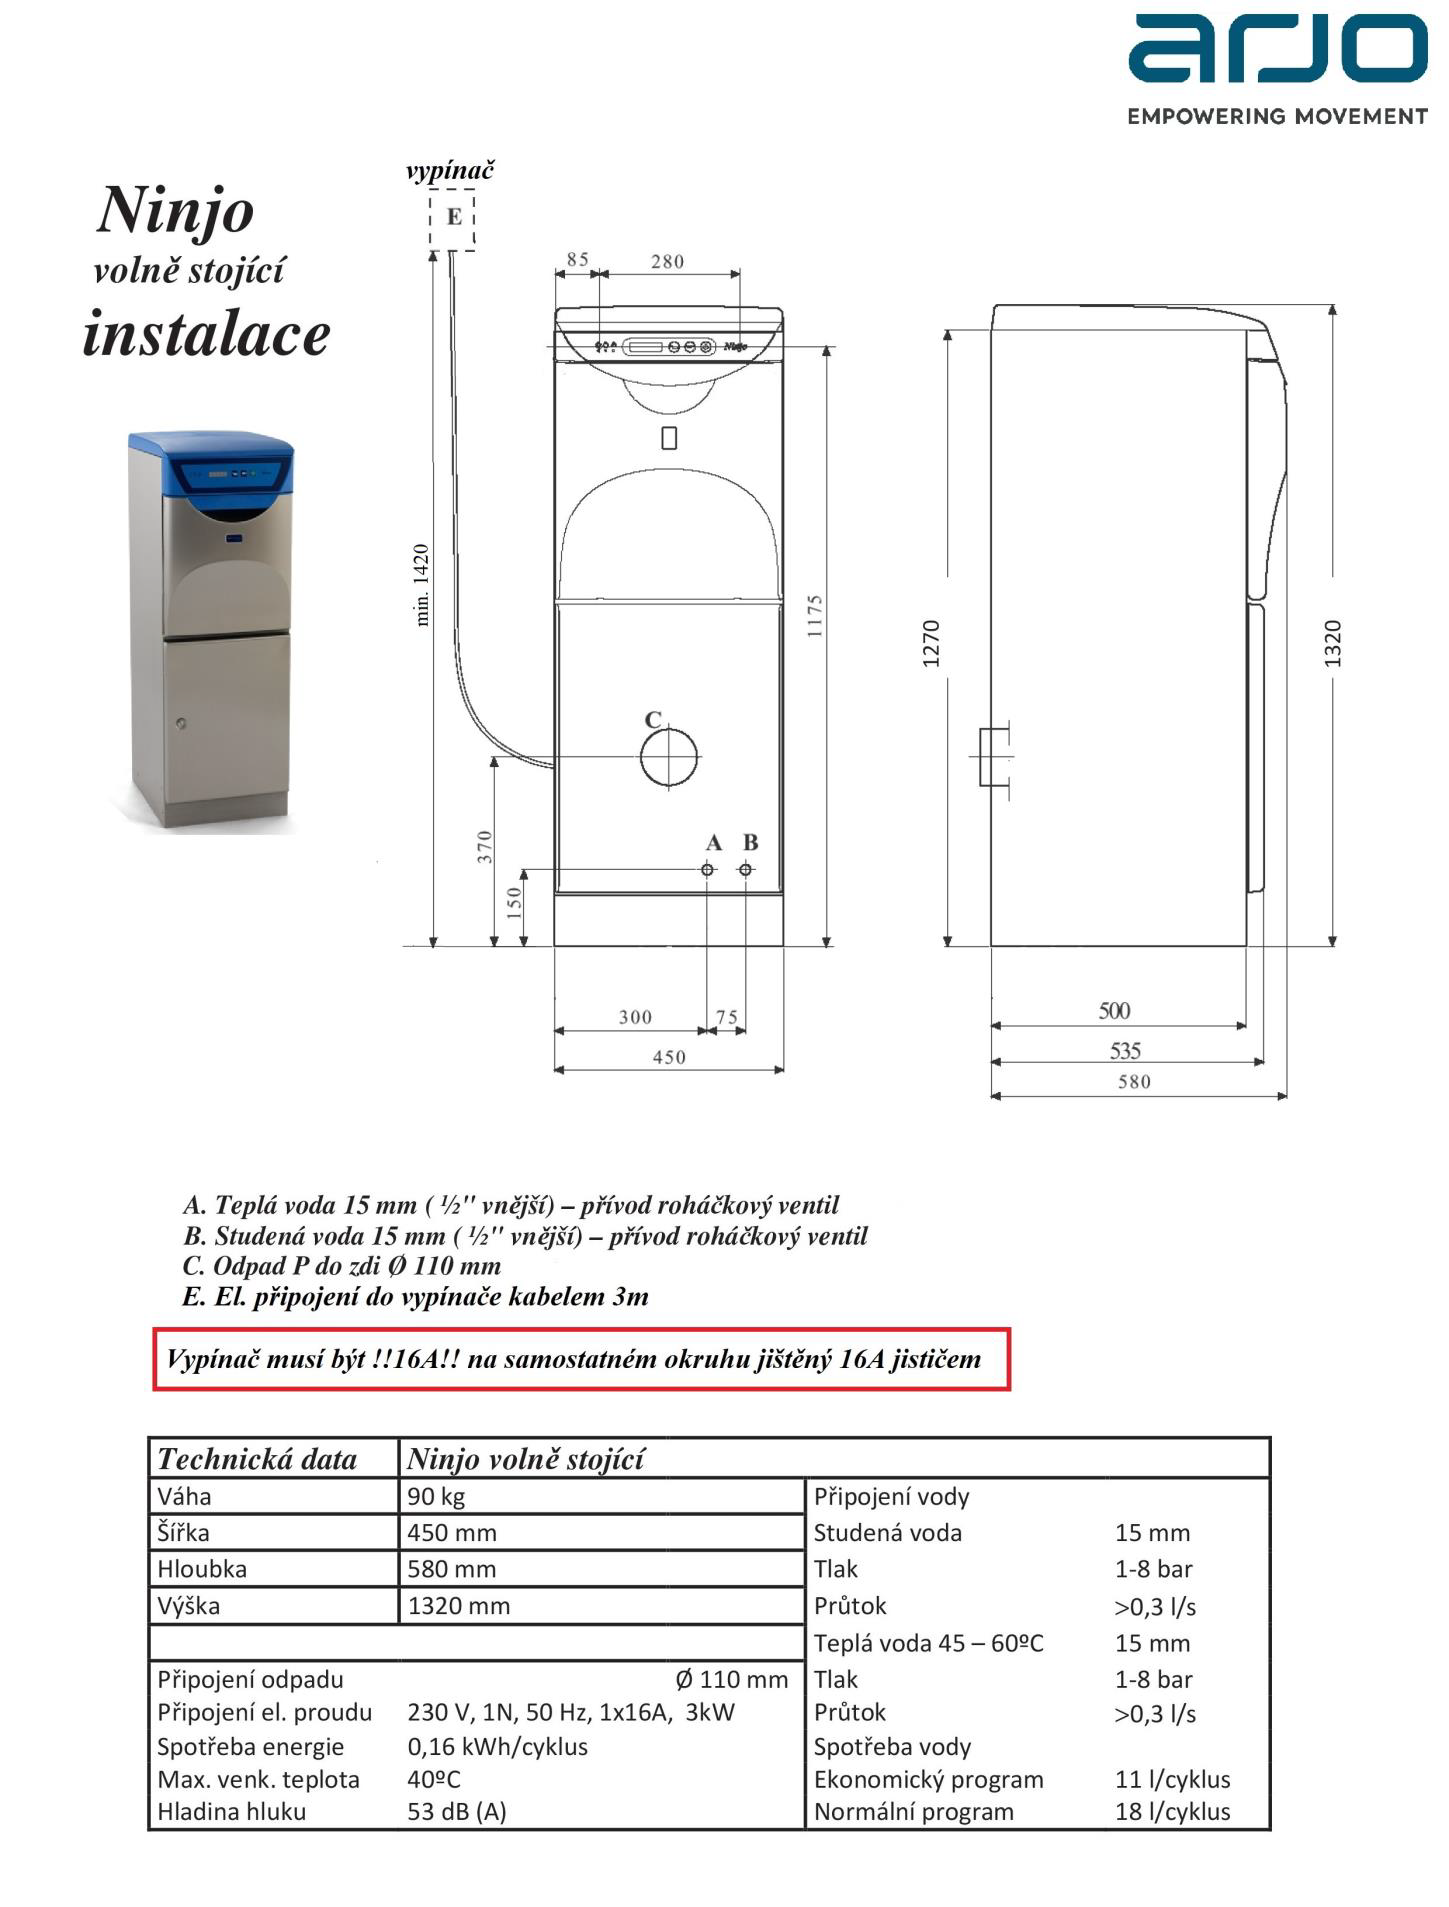 arjo
EMPOWERING MOVEMENT
Ninjo
volně stojící
instalace
vypínač
E
85
280
Ninjo
min. 1420
1175
1270
1320
C
370
A B
150
300
75
450
500
535
580
A. Teplá voda 15 mm ( ½" vnější) – přívod roháčkový ventil
B. Studená voda 15 mm ( ½" vnější) – přívod roháčkový ventil
C. Odpad P do zdi Ø 110 mm
E. El. připojení do vypínače kabelem 3m
Vypínač musí být !!16A!! na samostatném okruhu jištěný 16A jističem
Technická data Ninjo volně stojící
Váha 90 kg Připojení vody
Šířka 450 mm Studená voda 15 mm
Hloubka 580 mm Tlak 1-8 bar
Výška 1320 mm Průtok >0,3 l/s
Teplá voda 45 – 60ºC 15 mm
Připojení odpadu Ø 110 mm Tlak 1-8 bar
Připojení el. proudu 230 V, 1N, 50 Hz, 1x16A, 3kW Průtok >0,3 l/s
Spotřeba energie 0,16 kWh/cyklus Spotřeba vody
Max. venk. teplota 40ºC Ekonomický program 11 l/cyklus
Hladina hluku 53 dB (A) Normální program 18 l/cyklus